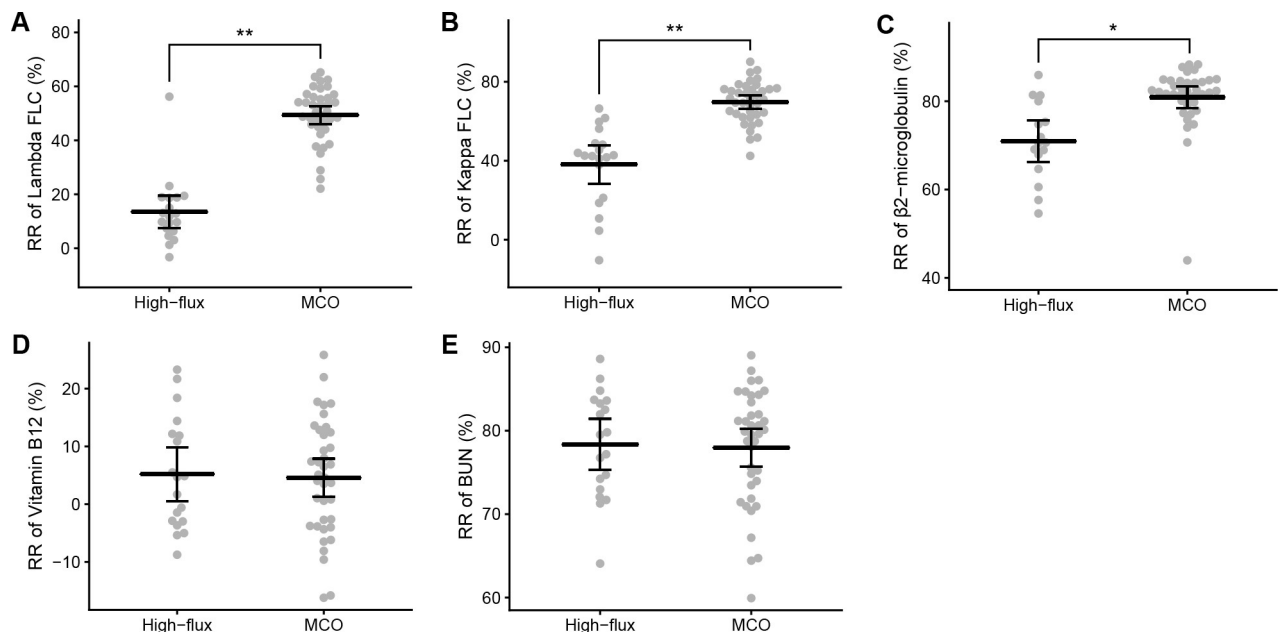 A
RR of Lambda FLC (%)
80
60
40
20
0
**
High−flux
MCO
B
RR of Kappa FLC (%)
80
40
0
**
High−flux
MCO
C
RR of β2−microglobulin (%)
80
60
40
*
High−flux
MCO
D
RR of Vitamin B12 (%)
20
10
0
−10
High−flux
MCO
E
RR of BUN (%)
90
80
70
60
High−flux
MCO